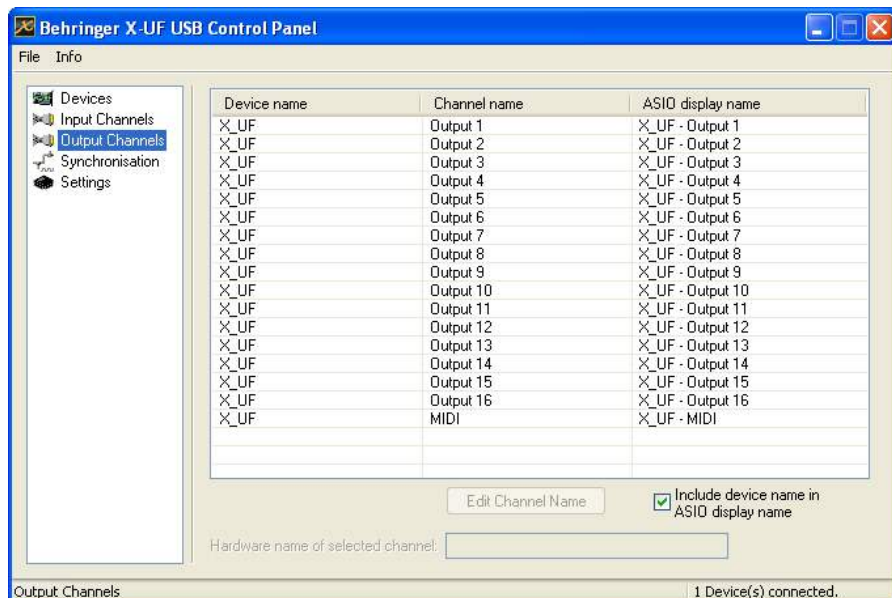 Behringer X-UF USB Control Panel
File Info
Devices
Input Channels
Output Channels
Synchronisation
Settings
Device name Channel name ASIO display name
X_UF Output 1 X_UF - Output 1
X_UF Output 2 X_UF - Output 2
X_UF Output 3 X_UF - Output 3
X_UF Output 4 X_UF - Output 4
X_UF Output 5 X_UF - Output 5
X_UF Output 6 X_UF - Output 6
X_UF Output 7 X_UF - Output 7
X_UF Output 8 X_UF - Output 8
X_UF Output 9 X_UF - Output 9
X_UF Output 10 X_UF - Output 10
X_UF Output 11 X_UF - Output 11
X_UF Output 12 X_UF - Output 12
X_UF Output 13 X_UF - Output 13
X_UF Output 14 X_UF - Output 14
X_UF Output 15 X_UF - Output 15
X_UF Output 16 X_UF - Output 16
X_UF MIDI X_UF - MIDI
Edit Channel Name
Include device name in
ASIO display name
Hardware name of selected channel:
Output Channels 1 Device(s) connected.